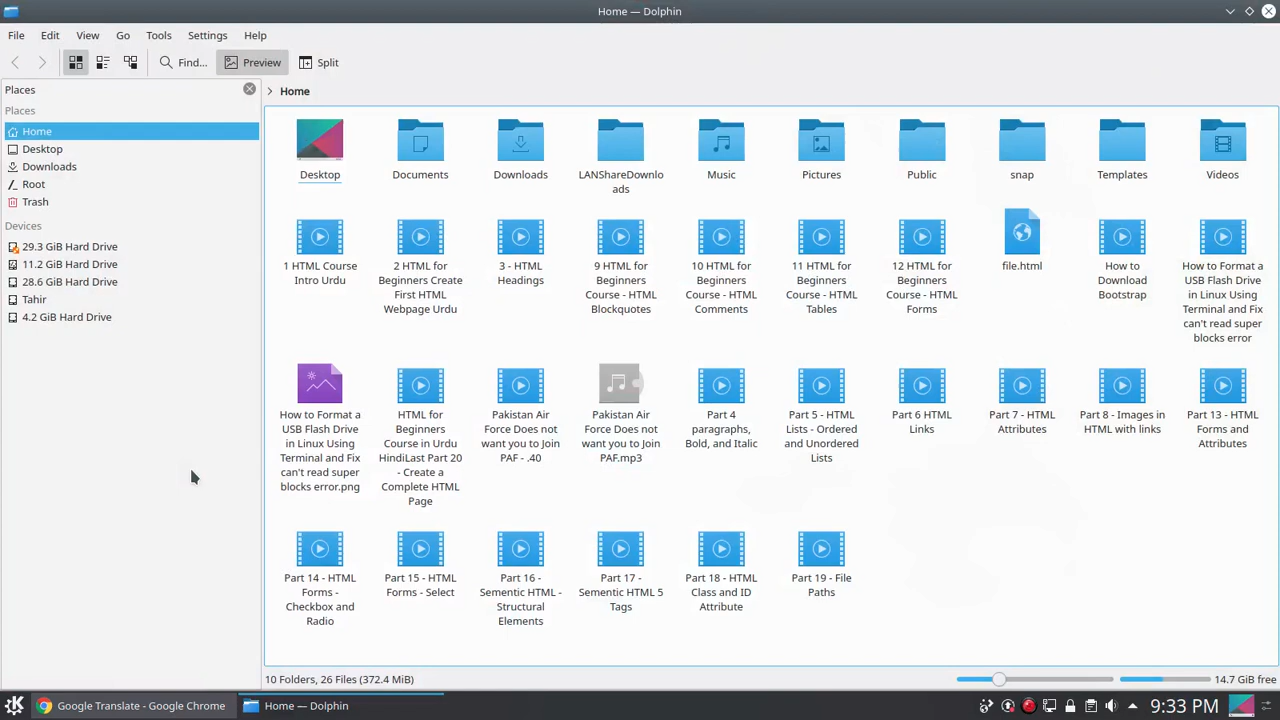 Home — Dolphin
File Edit View Go Tools Settings Help
Find... Preview Split
Places
Places
Home
Desktop
Downloads
Root
Trash
Devices
29.3 GiB Hard Drive
11.2 GiB Hard Drive
28.6 GiB Hard Drive
Tahir
4.2 GiB Hard Drive
Home
Desktop
Documents
Downloads
LANShareDownlo
ads
Music
Pictures
Public
snap
Templates
Videos
1 HTML Course
Intro Urdu
2 HTML for
Beginners Create
First HTML
Webpage Urdu
3 - HTML
Headings
9 HTML for
Beginners
Course - HTML
Blockquotes
10 HTML for
Beginners
Course - HTML
Comments
11 HTML for
Beginners
Course - HTML
Tables
12 HTML for
Beginners
Course - HTML
Forms
file.html
How to
Download
Bootstrap
How to Format a
USB Flash Drive
in Linux Using
Terminal and Fix
can't read super
blocks error
How to Format a
USB Flash Drive
in Linux Using
Terminal and Fix
can't read super
blocks error.png
HTML for
Beginners
Course in Urdu
HindiLast Part 20
- Create a
Complete HTML
Page
Pakistan Air
Force Does not
want you to Join
PAF - .40
Pakistan Air
Force Does not
want you to Join
PAF.mp3
Part 4
paragraphs,
Bold, and Italic
Part 5 - HTML
Lists - Ordered
and Unordered
Lists
Part 6 HTML
Links
Part 7 - HTML
Attributes
Part 8 - Images in
HTML with links
Part 13 - HTML
Forms and
Attributes
Part 14 - HTML
Forms -
Checkbox and
Radio
Part 15 - HTML
Forms - Select
Part 16 -
Sementic HTML -
Structural
Elements
Part 17 -
Sementic HTML 5
Tags
Part 18 - HTML
Class and ID
Attribute
Part 19 - File
Paths
10 Folders, 26 Files (372.4 MiB)
14.7 GiB free
Google Translate - Google Chrome
Home — Dolphin
9:33 PM